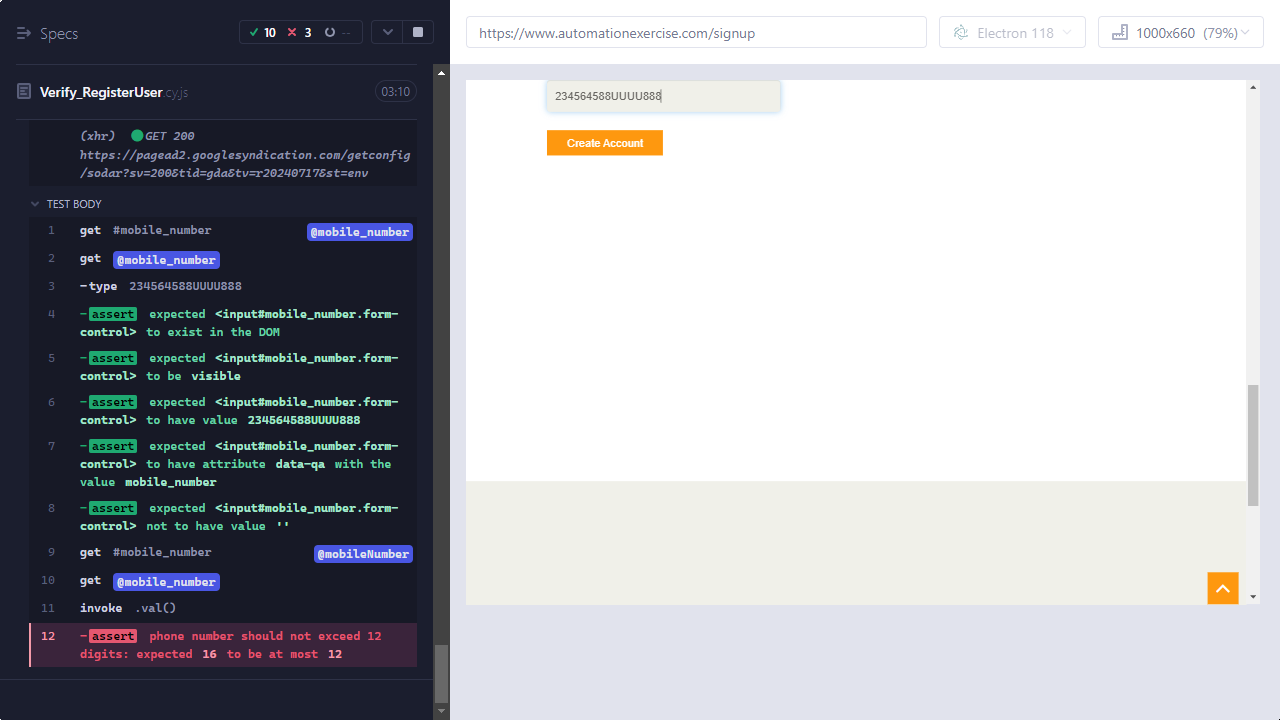 Specs
10 3 --
https://www.automationexercise.com/signup
Electron 118
1000x660 (79%)
Verify_RegisterUser.cy.js
03:10
(xhr) GET 200
https://pagead2.googlesyndication.com/getconfig
/sodar?sv=200&tid=gda&tv=r20240717&st=env
TEST BODY
1 get #mobile_number @mobile_number
2 get @mobile_number
3 -type 234564588UUUU888
4 -assert expected <input#mobile_number.form-
control> to exist in the DOM
5 -assert expected <input#mobile_number.form-
control> to be visible
6 -assert expected <input#mobile_number.form-
control> to have value 234564588UUUU888
7 -assert expected <input#mobile_number.form-
control> to have attribute data-qa with the
value mobile_number
8 -assert expected <input#mobile_number.form-
control> not to have value ''
9 get #mobile_number @mobileNumber
10 get @mobile_number
11 invoke .val()
12 -assert phone number should not exceed 12
digits: expected 16 to be at most 12
234564588UUUU888
Create Account